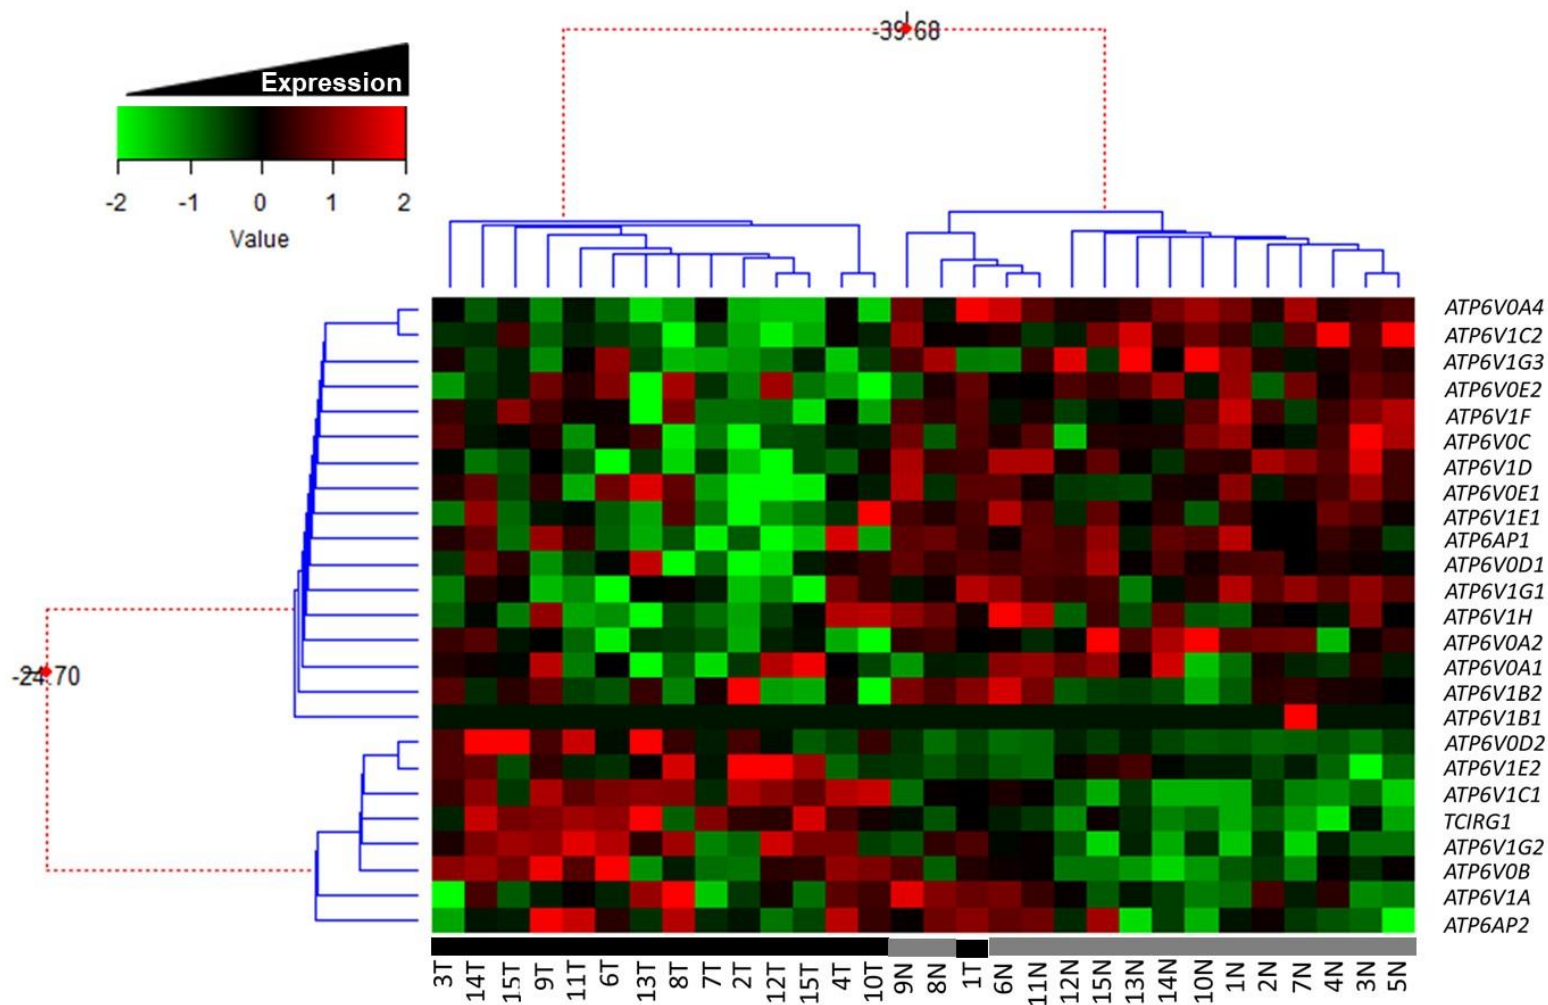 -39.68
Expression
-2 -1 0 1 2
Value
ATP6V0A4
ATP6V1C2
ATP6V1G3
ATP6V0E2
ATP6V1F
ATP6V0C
ATP6V1D
ATP6V0E1
ATP6V1E1
ATP6AP1
ATP6V0D1
ATP6V1G1
ATP6V1H
ATP6V0A2
ATP6V0A1
ATP6V1B2
ATP6V1B1
-24.70
ATP6V0D2
ATP6V1E2
ATP6V1C1
TCIRG1
ATP6V1G2
ATP6V0B
ATP6V1A
ATP6AP2
3T 14T 15T 9T 11T 6T 13T 8T 7T 2T 12T 15T 4T 10T 9N 8N 1T 6N 11N 12N 15N 13N 14N 10N 1N 2N 7N 4N 3N 5N